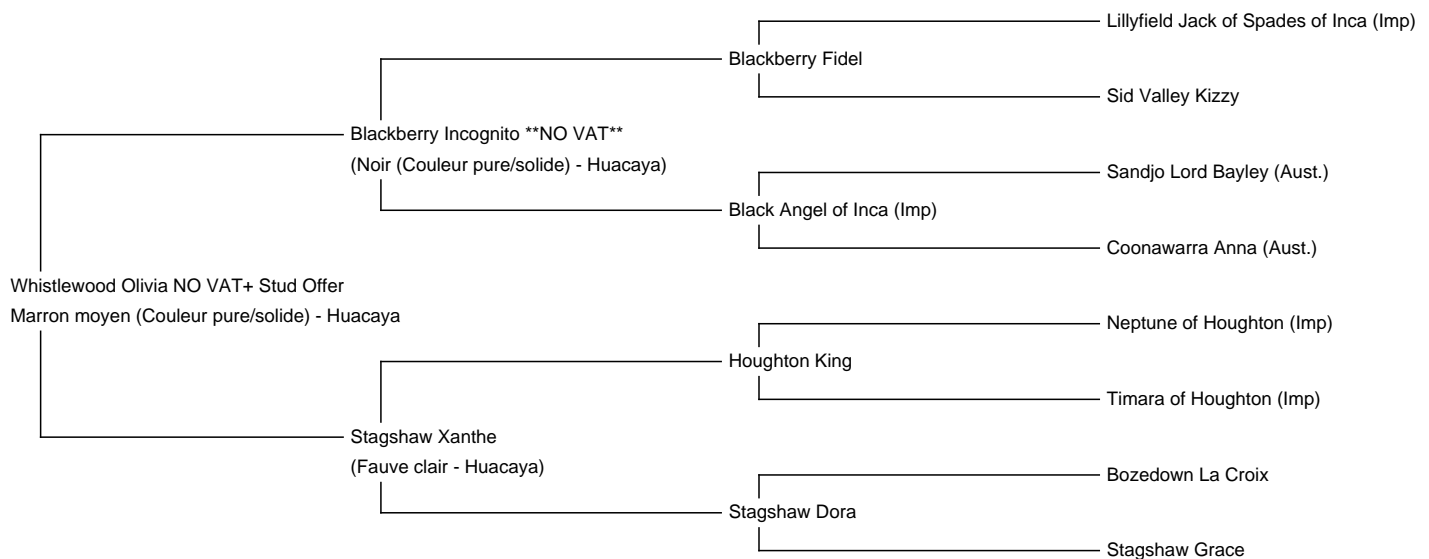 Lillyfield Jack of Spades of Inca (Imp)
Blackberry Fidel
Sid Valley Kizzy
Blackberry Incognito **NO VAT**
(Noir (Couleur pure/solide) - Huacaya)
Sandjo Lord Bayley (Aust.)
Black Angel of Inca (Imp)
Coonawarra Anna (Aust.)
Whistlewood Olivia NO VAT+ Stud Offer
Marron moyen (Couleur pure/solide) - Huacaya
Neptune of Houghton (Imp)
Houghton King
Timara of Houghton (Imp)
Stagshaw Xanthe
(Fauve clair - Huacaya)
Bozedown La Croix
Stagshaw Dora
Stagshaw Grace